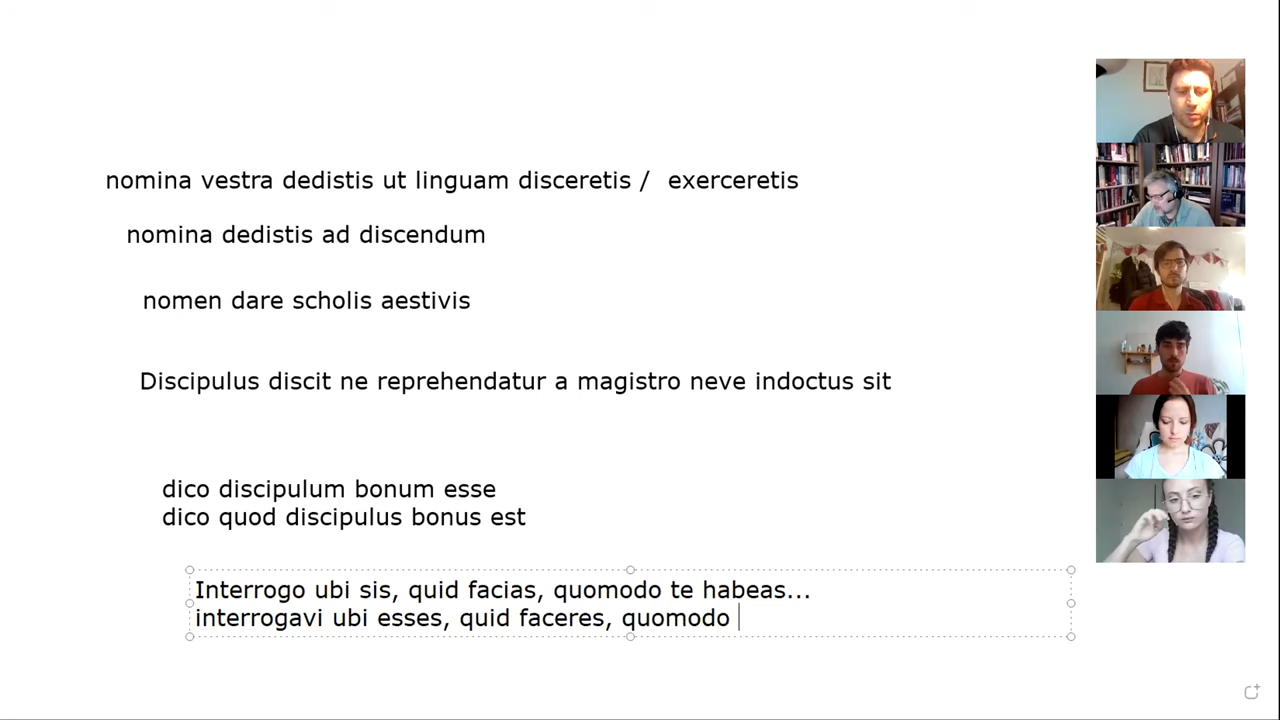 nomina vestra dedistis ut linguam disceretis / exerceretis
nomina dedistis ad discendum
nomen dare scholis aestivis
Discipulus discit ne reprehendatur a magistro neve indoctus sit
dico discipulum bonum esse
dico quod discipulus bonus est
Interrogo ubi sis, quid facias, quomodo te habeas...
interrogavi ubi esses, quid faceres, quomodo